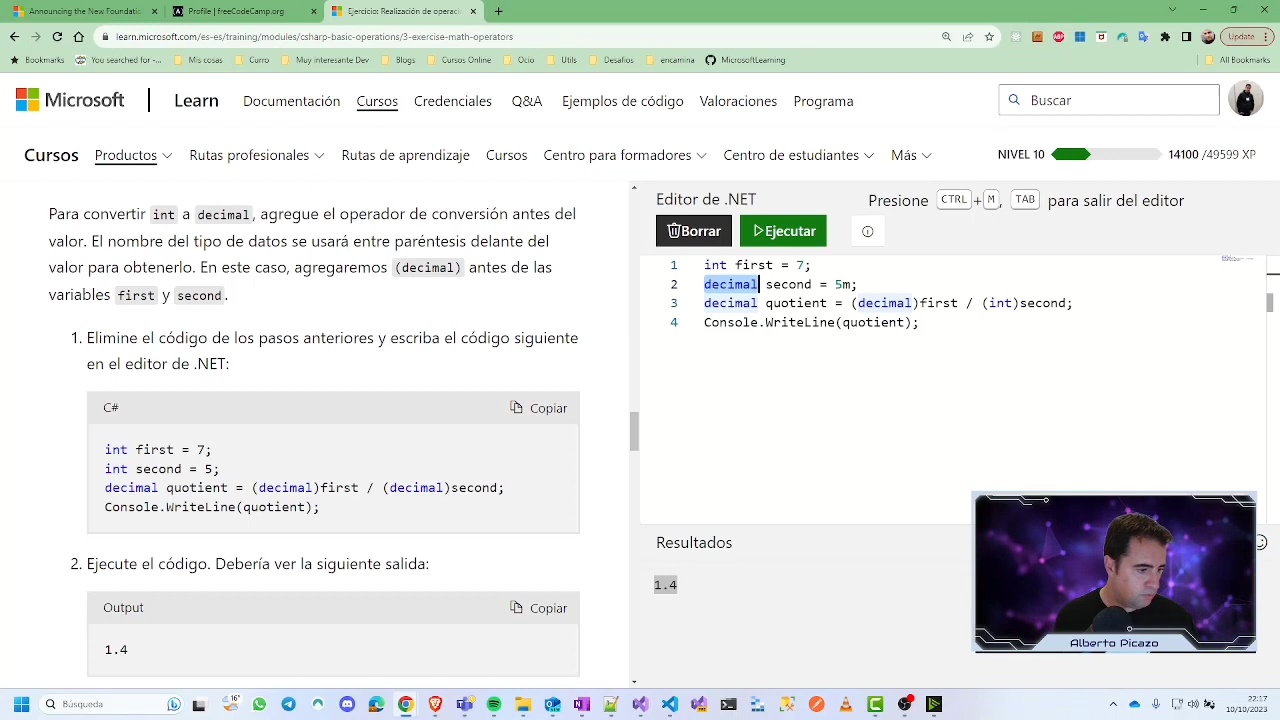 Announcing the New Foundatio
Profile | freeCodeCamp.org
Ejercicio: Realización de operaci
learn.microsoft.com/es-es/training/modules/csharp-basic-operations/3-exercise-math-operators
Update
Bookmarks
You searched for -...
Mis cosas
Curro
Muy interesante Dev
Blogs
Cursos Online
Ocio
Utils
Desafios
encamina
MicrosoftLearning
All Bookmarks
Microsoft
Learn
Documentación
Cursos
Credenciales
Q&A
Ejemplos de código
Valoraciones
Programa
Buscar
Cursos
Productos
Rutas profesionales
Rutas de aprendizaje
Cursos
Centro para formadores
Centro de estudiantes
Más
NIVEL 10
14100 /49599 XP
Para convertir int a decimal, agregue el operador de conversión antes del
valor. El nombre del tipo de datos se usará entre paréntesis delante del
valor para obtenerlo. En este caso, agregaremos (decimal) antes de las
variables first y second.
1. Elimine el código de los pasos anteriores y escriba el código siguiente
en el editor de .NET:
C#
Copiar
int first = 7;
int second = 5;
decimal quotient = (decimal)first / (decimal)second;
Console.WriteLine(quotient);
2. Ejecute el código. Debería ver la siguiente salida:
Output
Copiar
1.4
Editor de .NET
Presione CTRL + M, TAB para salir del editor
Borrar
Ejecutar
1 int first = 7;
2 decimal second = 5m;
3 decimal quotient = (decimal)first / (int)second;
4 Console.WriteLine(quotient);
Resultados
1.4
Alberto Picazo
Búsqueda
16°
22:17
10/10/2023